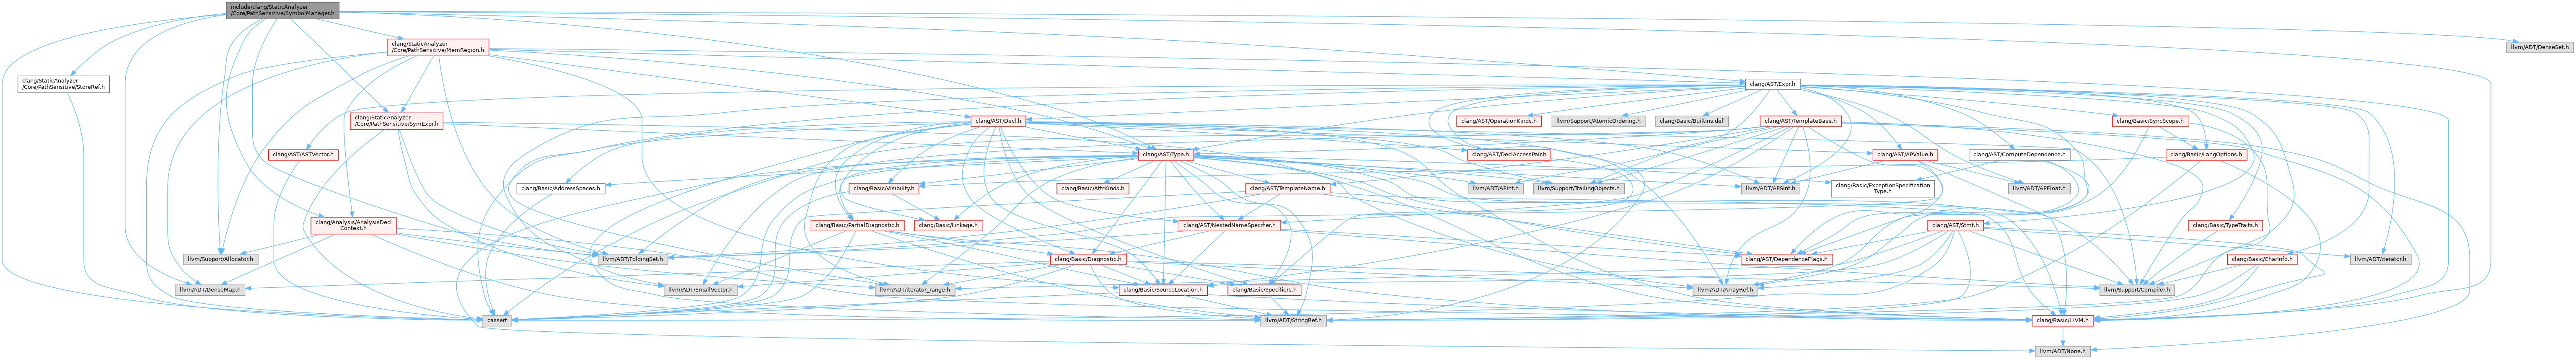 include/clang/StaticAnalyzer
/Core/PathSensitive/SymbolManager.h
clang/StaticAnalyzer
/Core/PathSensitive/MemRegion.h
llvm/ADT/DenseSet.h
clang/StaticAnalyzer
/Core/PathSensitive/StoreRef.h
clang/AST/Expr.h
clang/StaticAnalyzer
/Core/PathSensitive/SymExpr.h
clang/AST/Decl.h
clang/AST/OperationKinds.h
llvm/Support/AtomicOrdering.h
clang/Basic/Builtins.def
clang/AST/TemplateBase.h
clang/Basic/SyncScope.h
clang/AST/ASTVector.h
clang/AST/Type.h
clang/AST/DeclAccessPair.h
clang/AST/APValue.h
clang/AST/ComputeDependence.h
clang/Basic/LangOptions.h
clang/Basic/AddressSpaces.h
clang/Basic/Visibility.h
clang/Basic/AttrKinds.h
clang/AST/TemplateName.h
llvm/ADT/APInt.h
llvm/Support/TrailingObjects.h
llvm/ADT/APSInt.h
clang/Basic/ExceptionSpecification
Type.h
llvm/ADT/APFloat.h
clang/Analysis/AnalysisDecl
Context.h
clang/Basic/PartialDiagnostic.h
clang/Basic/Linkage.h
clang/AST/NestedNameSpecifier.h
clang/AST/Stmt.h
clang/Basic/TypeTraits.h
llvm/Support/Allocator.h
llvm/ADT/FoldingSet.h
clang/Basic/Diagnostic.h
clang/AST/DependenceFlags.h
clang/Basic/CharInfo.h
llvm/ADT/iterator.h
llvm/ADT/DenseMap.h
llvm/ADT/SmallVector.h
llvm/ADT/iterator_range.h
clang/Basic/SourceLocation.h
clang/Basic/Specifiers.h
llvm/ADT/ArrayRef.h
llvm/Support/Compiler.h
cassert
llvm/ADT/StringRef.h
clang/Basic/LLVM.h
llvm/ADT/None.h